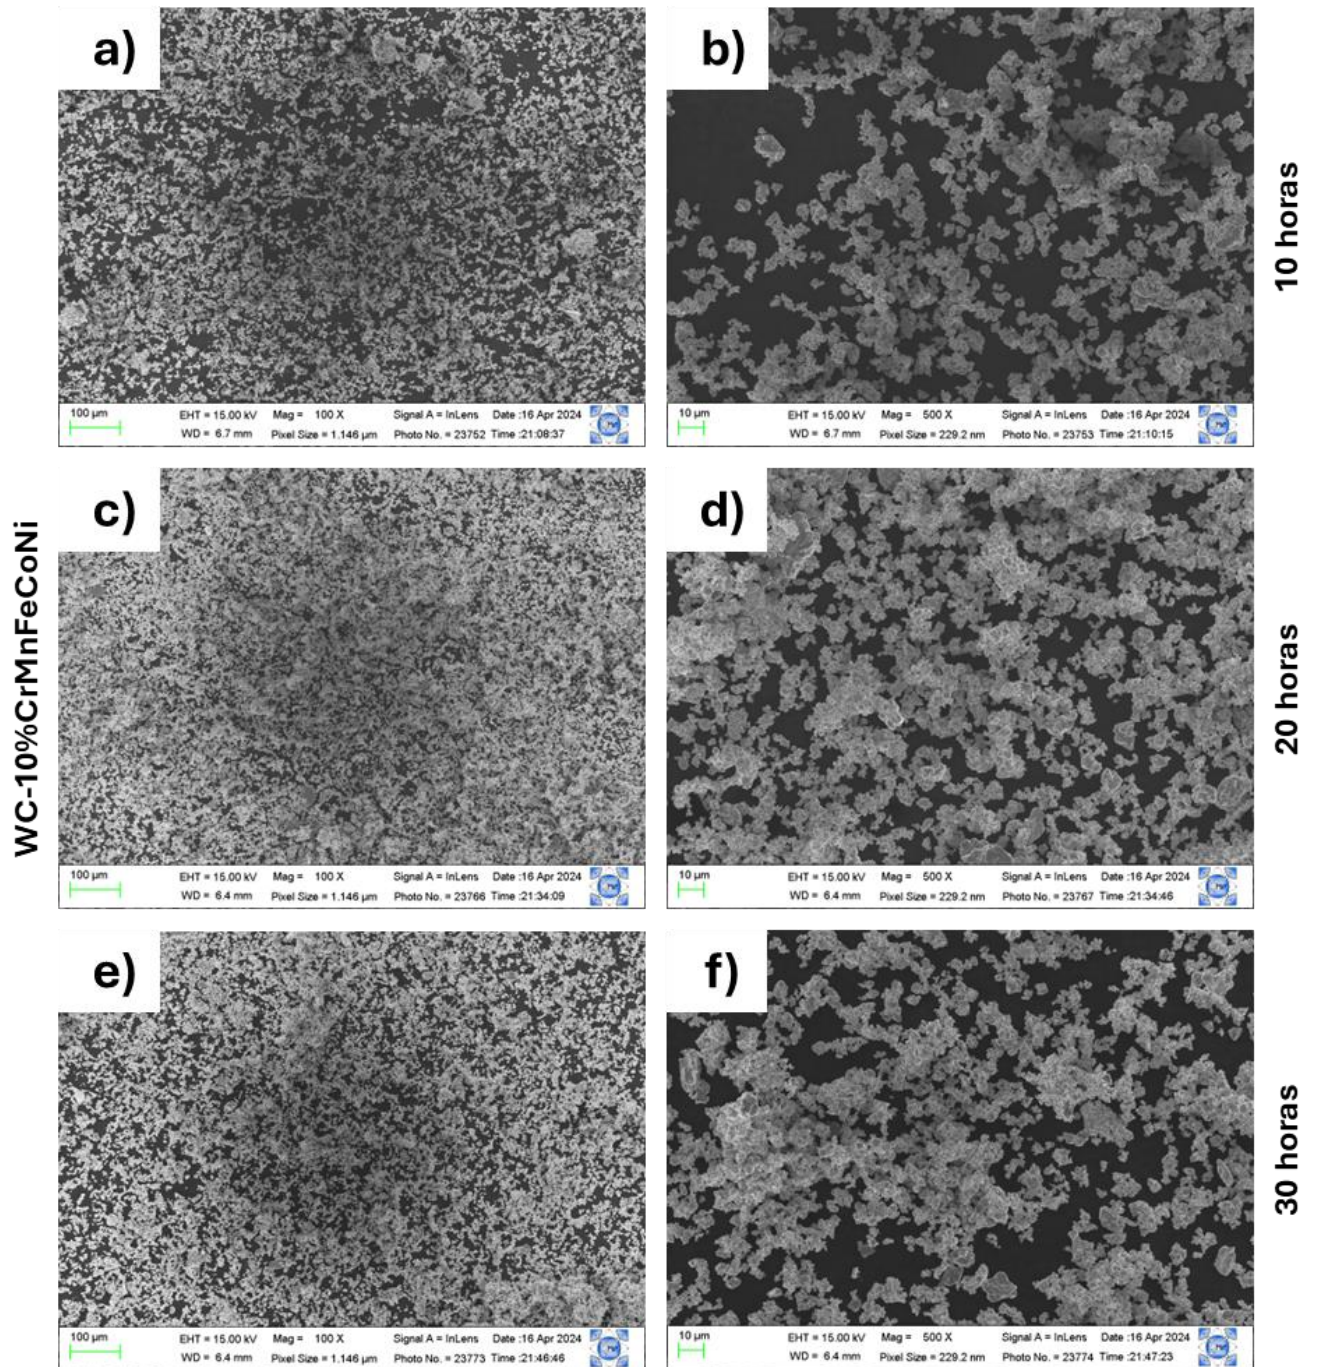 a)
b)
10 horas
100 µm
EHT = 15.00 kV Mag = 100 X Signal A = InLens Date :16 Apr 2024
WD = 6.7 mm Pixel Size = 1.146 µm Photo No. = 23752 Time :21:08:37
10 µm
EHT = 15.00 kV Mag = 500 X Signal A = InLens Date :16 Apr 2024
WD = 6.7 mm Pixel Size = 229.2 nm Photo No. = 23753 Time :21:10:15
WC-10%CrMnFeCoNi
c)
d)
20 horas
100 µm
EHT = 15.00 kV Mag = 100 X Signal A = InLens Date :16 Apr 2024
WD = 6.4 mm Pixel Size = 1.146 µm Photo No. = 23766 Time :21:34:09
10 µm
EHT = 15.00 kV Mag = 500 X Signal A = InLens Date :16 Apr 2024
WD = 6.4 mm Pixel Size = 229.2 nm Photo No. = 23767 Time :21:34:46
e)
f)
30 horas
100 µm
EHT = 15.00 kV Mag = 100 X Signal A = InLens Date :16 Apr 2024
WD = 6.4 mm Pixel Size = 1.146 µm Photo No. = 23773 Time :21:46:46
10 µm
EHT = 15.00 kV Mag = 500 X Signal A = InLens Date :16 Apr 2024
WD = 6.4 mm Pixel Size = 229.2 nm Photo No. = 23774 Time :21:47:23